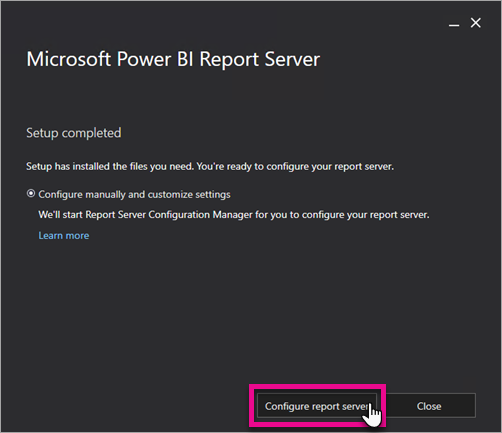 Microsoft Power BI Report Server
Setup completed
Setup has installed the files you need. You're ready to configure your report server.
Configure manually and customize settings
We'll start Report Server Configuration Manager for you to configure your report server.
Learn more
Configure report server
Close